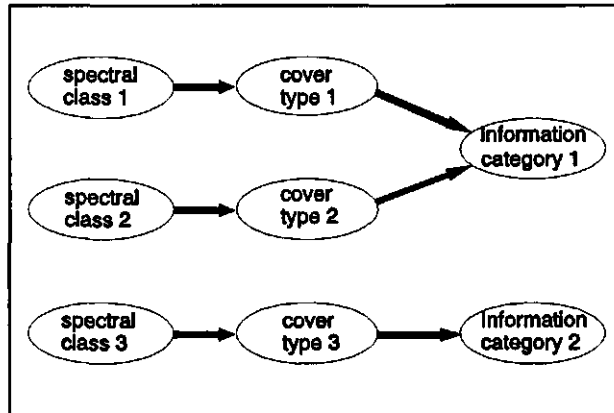 spectral
class 1
cover
type 1
information
category 1
spectral
class 2
cover
type 2
spectral
class 3
cover
type 3
information
category 2